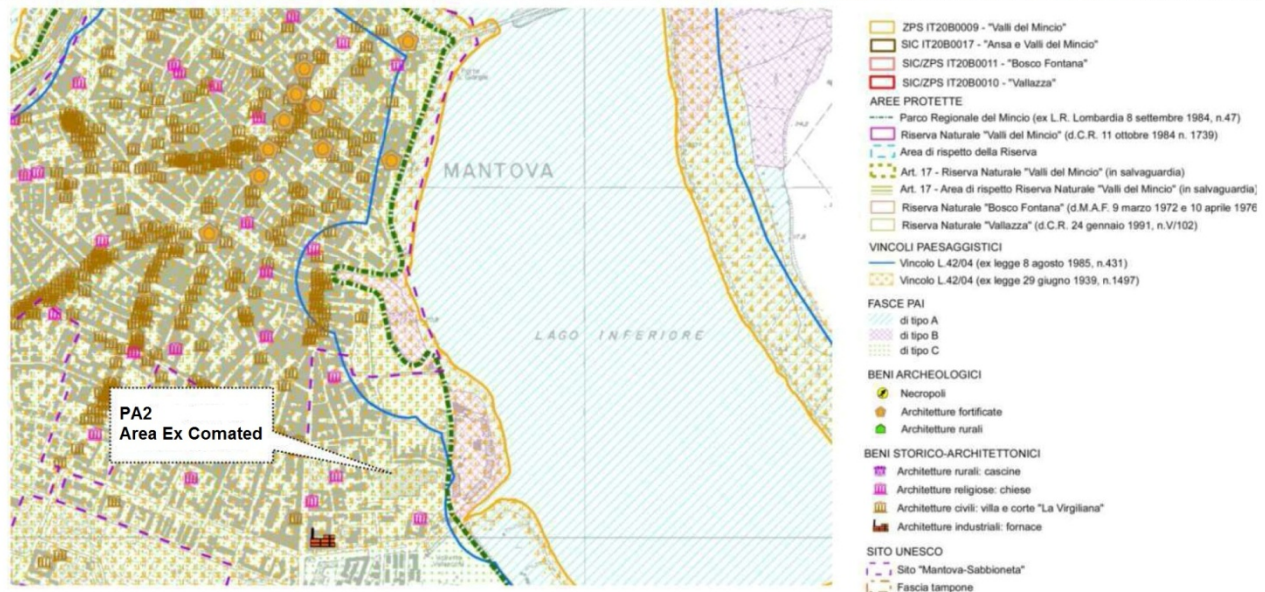 MANTOVA
LAGO INFERIORE
PA2
Area Ex Comated
ZPS IT20B0009 - "Valli del Mincio"
SIC IT20B0017 - "Ansa e Valli del Mincio"
SIC/ZPS IT20B0011 - "Bosco Fontana"
SIC/ZPS IT20B0010 - "Vallazza"
AREE PROTETTE
Parco Regionale del Mincio (ex L.R. Lombardia 8 settembre 1984, n.47)
Riserva Naturale "Valli del Mincio" (d.C.R. 11 ottobre 1984 n. 1739)
Area di rispetto della Riserva
Art. 17 - Riserva Naturale "Valli del Mincio" (in salvaguardia)
Art. 17 - Area di rispetto Riserva Naturale "Valli del Mincio" (in salvaguardia)
Riserva Naturale "Bosco Fontana" (d.M.A.F. 9 marzo 1972 e 10 aprile 1976
Riserva Naturale "Vallazza" (d.C.R. 24 gennaio 1991, n.V/102)
VINCOLI PAESAGGISTICI
Vincolo L.42/04 (ex legge 8 agosto 1985, n.431)
Vincolo L.42/04 (ex legge 29 giugno 1939, n.1497)
FASCE PAI
di tipo A
di tipo B
di tipo C
BENI ARCHEOLOGICI
Necropoli
Architetture fortificate
Architetture rurali
BENI STORICO-ARCHITETTONICI
Architetture rurali: cascine
Architetture religiose: chiese
Architetture civili: villa e corte "La Virgiliana"
Architetture industriali: fornace
SITO UNESCO
Sito "Mantova-Sabbioneta"
Fascia tampone